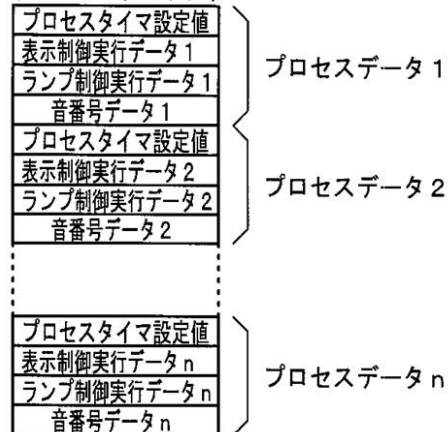 プロセスタイマ設定値
表示制御実行データ1
ランプ制御実行データ1
音番号データ1
プロセスデータ1
プロセスタイマ設定値
表示制御実行データ2
ランプ制御実行データ2
音番号データ2
プロセスデータ2
プロセスタイマ設定値
表示制御実行データn
ランプ制御実行データn
音番号データn
プロセスデータn